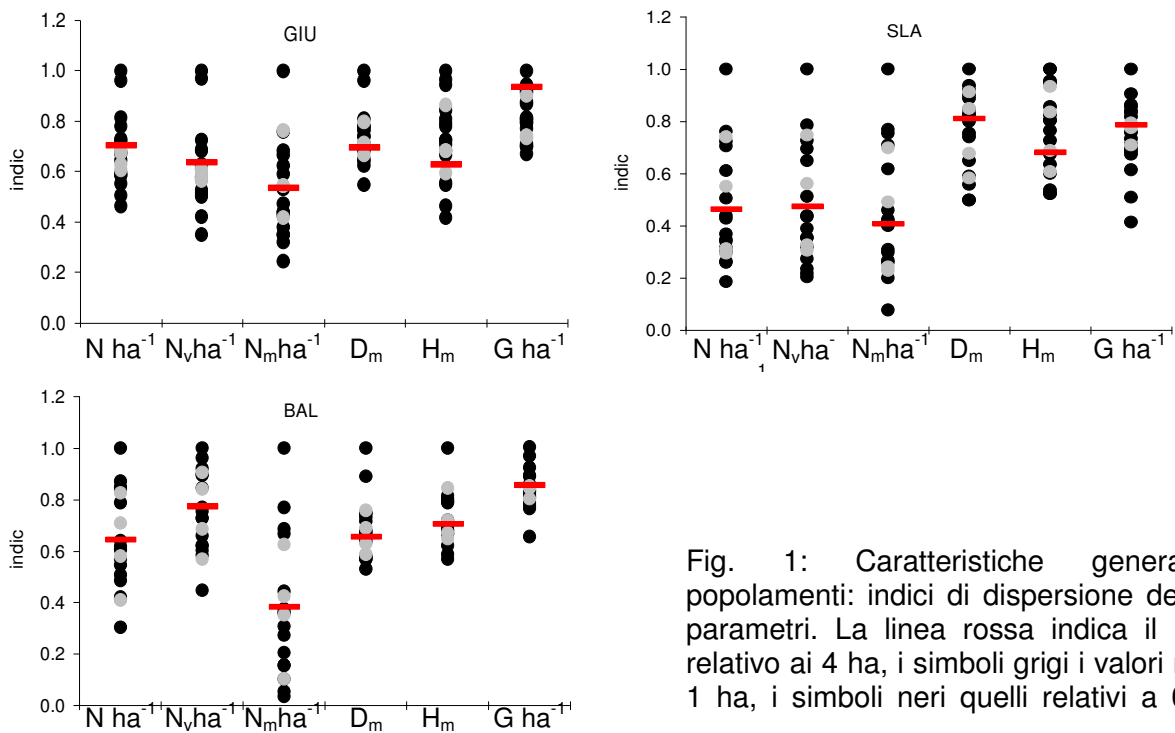 GIU
1.2
1.0
0.8
0.6
0.4
0.2
0.0
indic
N ha⁻¹ Nᵥha⁻¹ Nₘha⁻¹ Dₘ Hₘ G ha⁻¹
SLA
1.2
1.0
0.8
0.6
0.4
0.2
0.0
indic
N ha⁻¹ Nᵥha⁻ Nₘha⁻¹ Dₘ Hₘ G ha⁻¹
1
BAL
1.2
1.0
0.8
0.6
0.4
0.2
0.0
indic
N ha⁻¹ Nᵥha⁻¹ Nₘha⁻¹ Dₘ Hₘ G ha⁻¹
Fig. 1: Caratteristiche genera
popolamenti: indici di dispersione de
parametri. La linea rossa indica il
relativo ai 4 ha, i simboli grigi i valori
1 ha, i simboli neri quelli relativi a